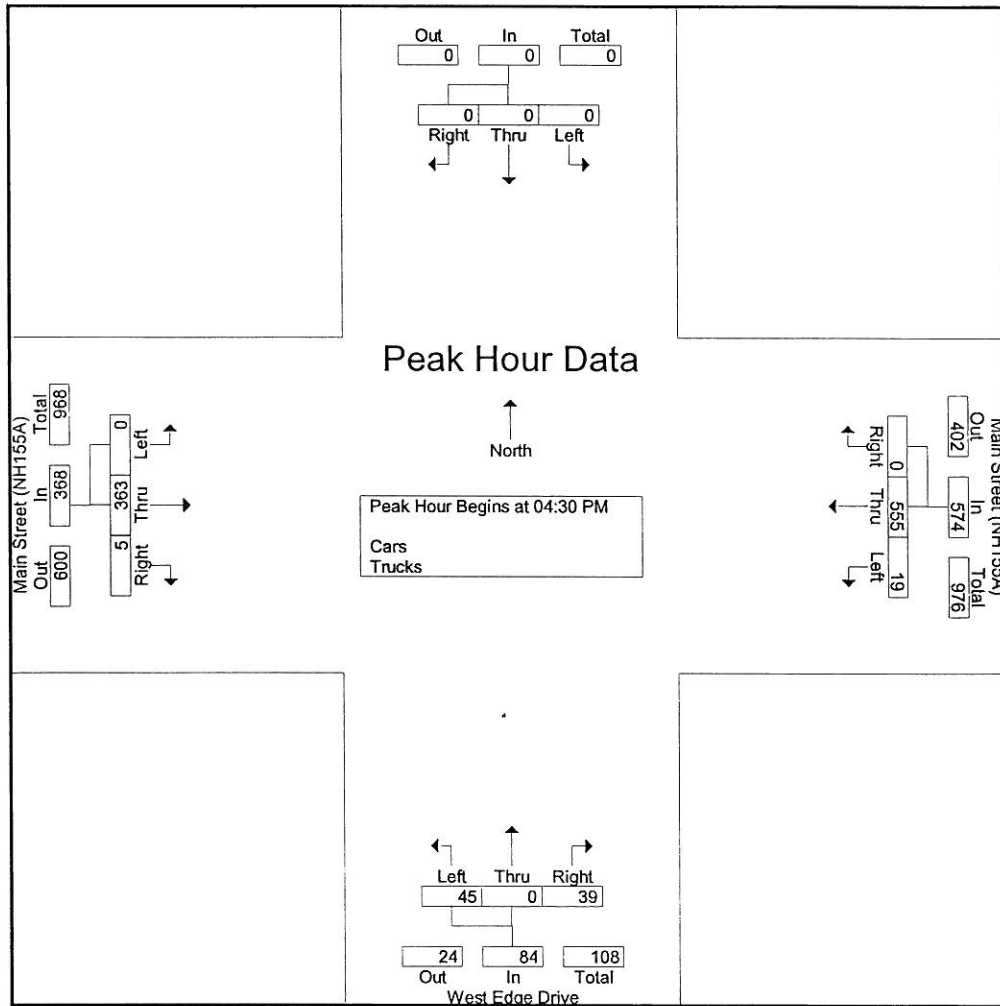 Out In Total
0 0 0
0 0 0
Right Thru Left
Peak Hour Data
North
Peak Hour Begins at 04:30 PM
Cars
Trucks
Main Street (NH155A)
Out In Total
600 368 968
5 363 0
Right Thru Left
Main Street (NH155A)
Out In Total
402 574 976
0 555 19
Right Thru Left
Left Thru Right
45 0 39
24 84 108
Out In Total
West Edge Drive